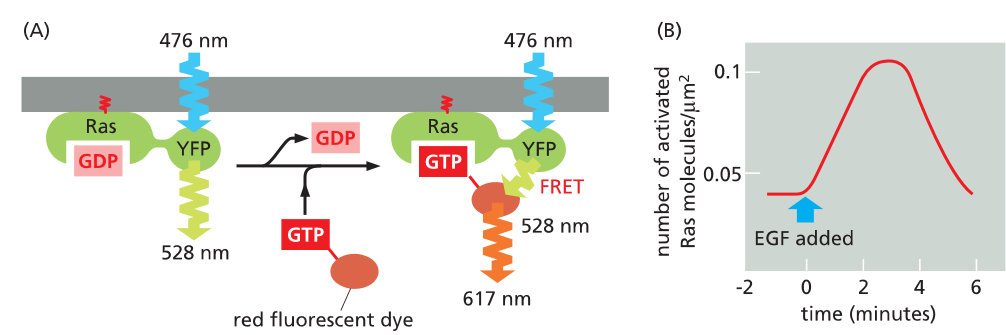 (A)
476 nm
Ras
GDP
YFP
528 nm
GDP
GTP
red fluorescent dye
476 nm
Ras
GTP
YFP
FRET
528 nm
617 nm
(B)
number of activated
Ras molecules/µm²
0.1
0.05
EGF added
-2 0 2 4 6
time (minutes)